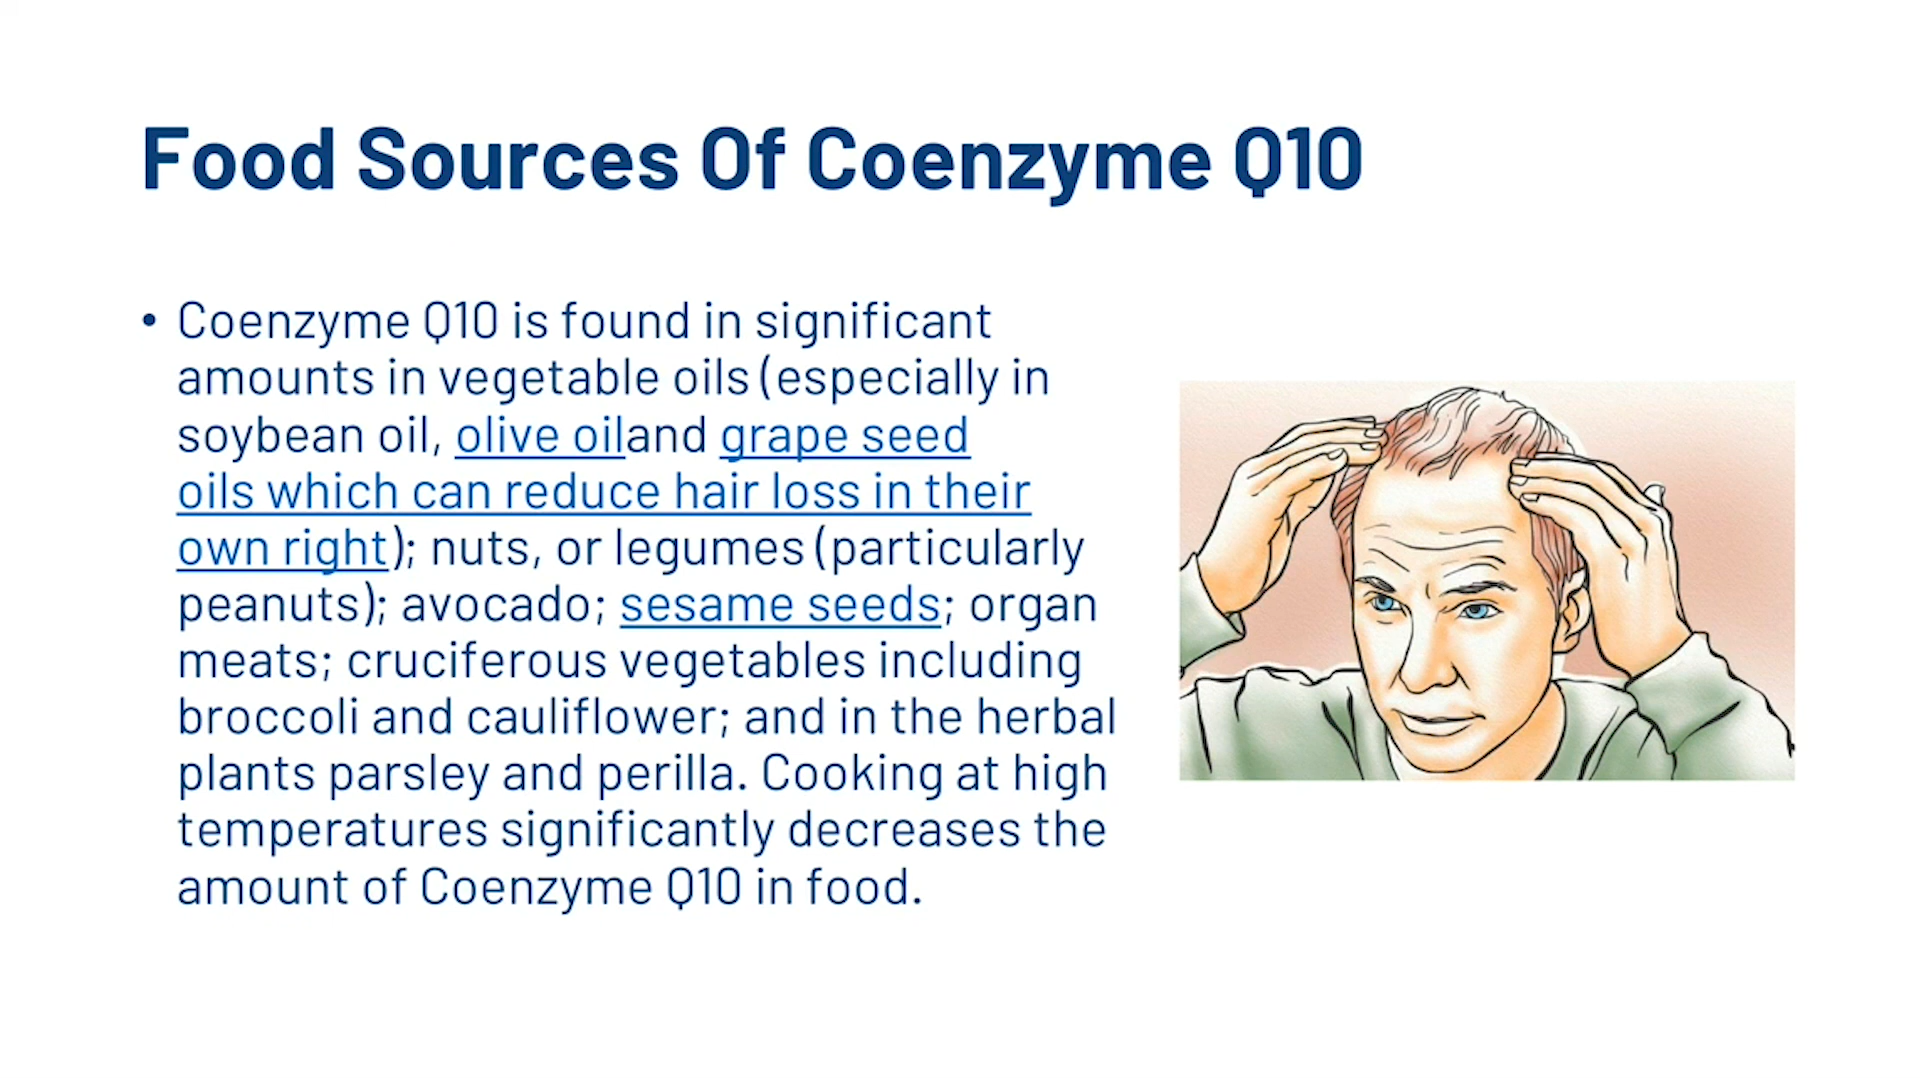 Food Sources Of Coenzyme Q10
• Coenzyme Q10 is found in significant
amounts in vegetable oils (especially in
soybean oil, olive oiland grape seed
oils which can reduce hair loss in their
own right); nuts, or legumes (particularly
peanuts); avocado; sesame seeds; organ
meats; cruciferous vegetables including
broccoli and cauliflower; and in the herbal
plants parsley and perilla. Cooking at high
temperatures significantly decreases the
amount of Coenzyme Q10 in food.